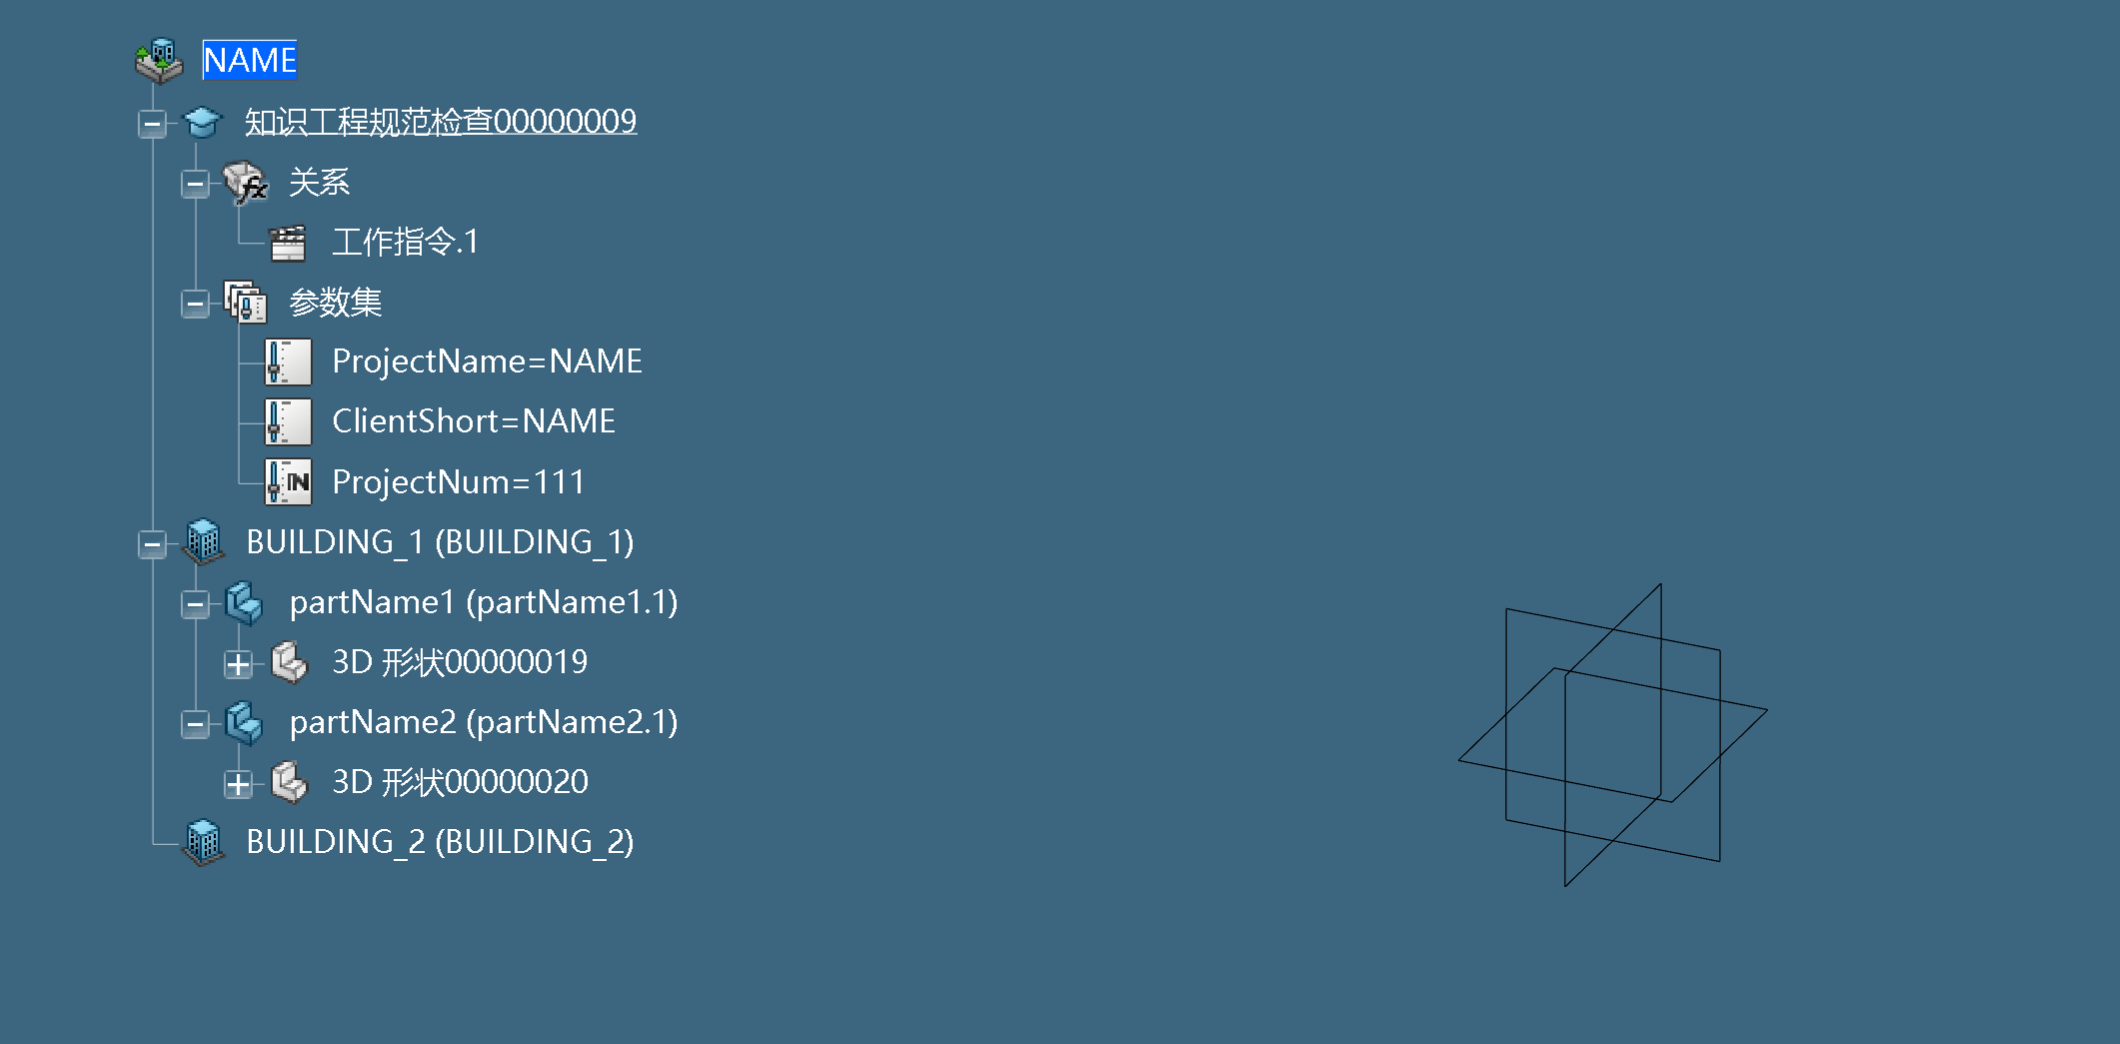 NAME
知识工程规范检查00000009
关系
工作指令.1
参数集
ProjectName=NAME
ClientShort=NAME
IN ProjectNum=111
BUILDING_1 (BUILDING_1)
partName1 (partName1.1)
3D 形状00000019
partName2 (partName2.1)
3D 形状00000020
BUILDING_2 (BUILDING_2)